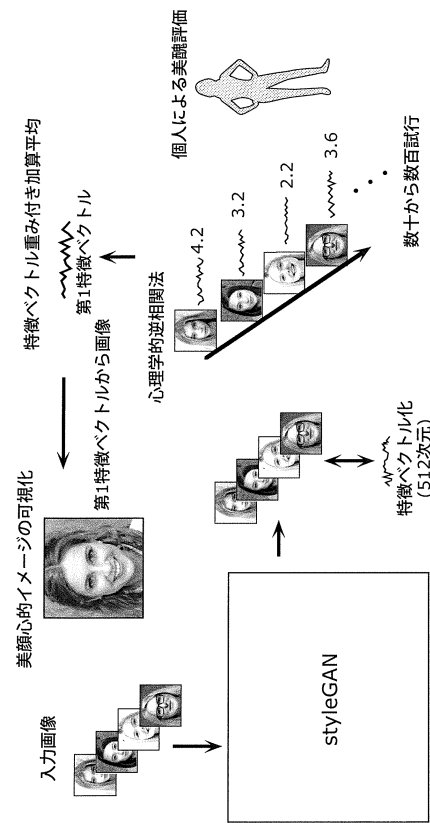 入力画像
styleGAN
特徴ベクトル化
(512次元)
心理学的逆相関法
4.2
3.2
2.2
3.6
個人による美醜評価
数十から数百試行
特徴ベクトル重み付き加算平均
第1特徴ベクトル
第1特徴ベクトルから画像
美顔心的イメージの可視化